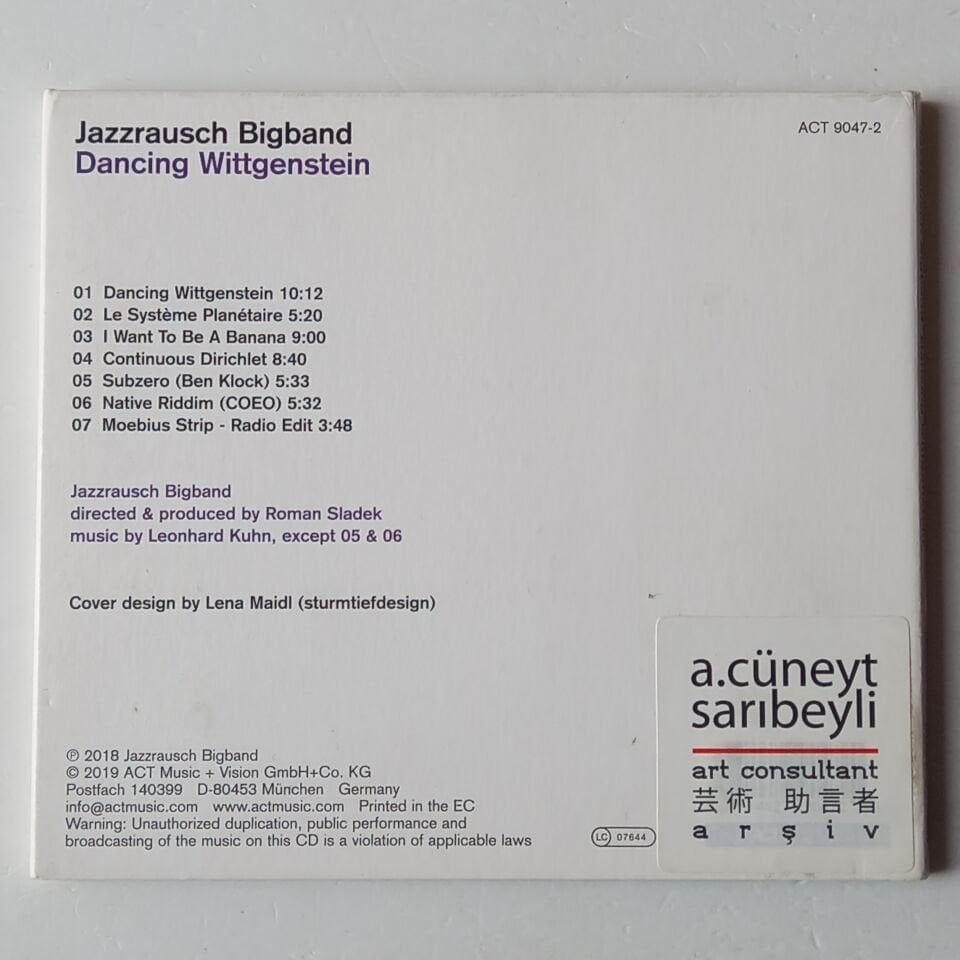 Jazzrausch Bigband
Dancing Wittgenstein
ACT 9047-2
01 Dancing Wittgenstein 10:12
02 Le Système Planétaire 5:20
03 I Want To Be A Banana 9:00
04 Continuous Dirichlet 8:40
05 Subzero (Ben Klock) 5:33
06 Native Riddim (COEO) 5:32
07 Moebius Strip - Radio Edit 3:48
Jazzrausch Bigband
directed & produced by Roman Sladek
music by Leonhard Kuhn, except 05 & 06
Cover design by Lena Maidl (sturmtiefdesign)
℗ 2018 Jazzrausch Bigband
© 2019 ACT Music + Vision GmbH+Co. KG
Postfach 140399 D-80453 München Germany
info@actmusic.com www.actmusic.com Printed in the EC
Warning: Unauthorized duplication, public performance and
broadcasting of the music on this CD is a violation of applicable laws
LC 07644
a.cüneyt
sarıbeyli
art consultant
芸術 助言者
arşiv